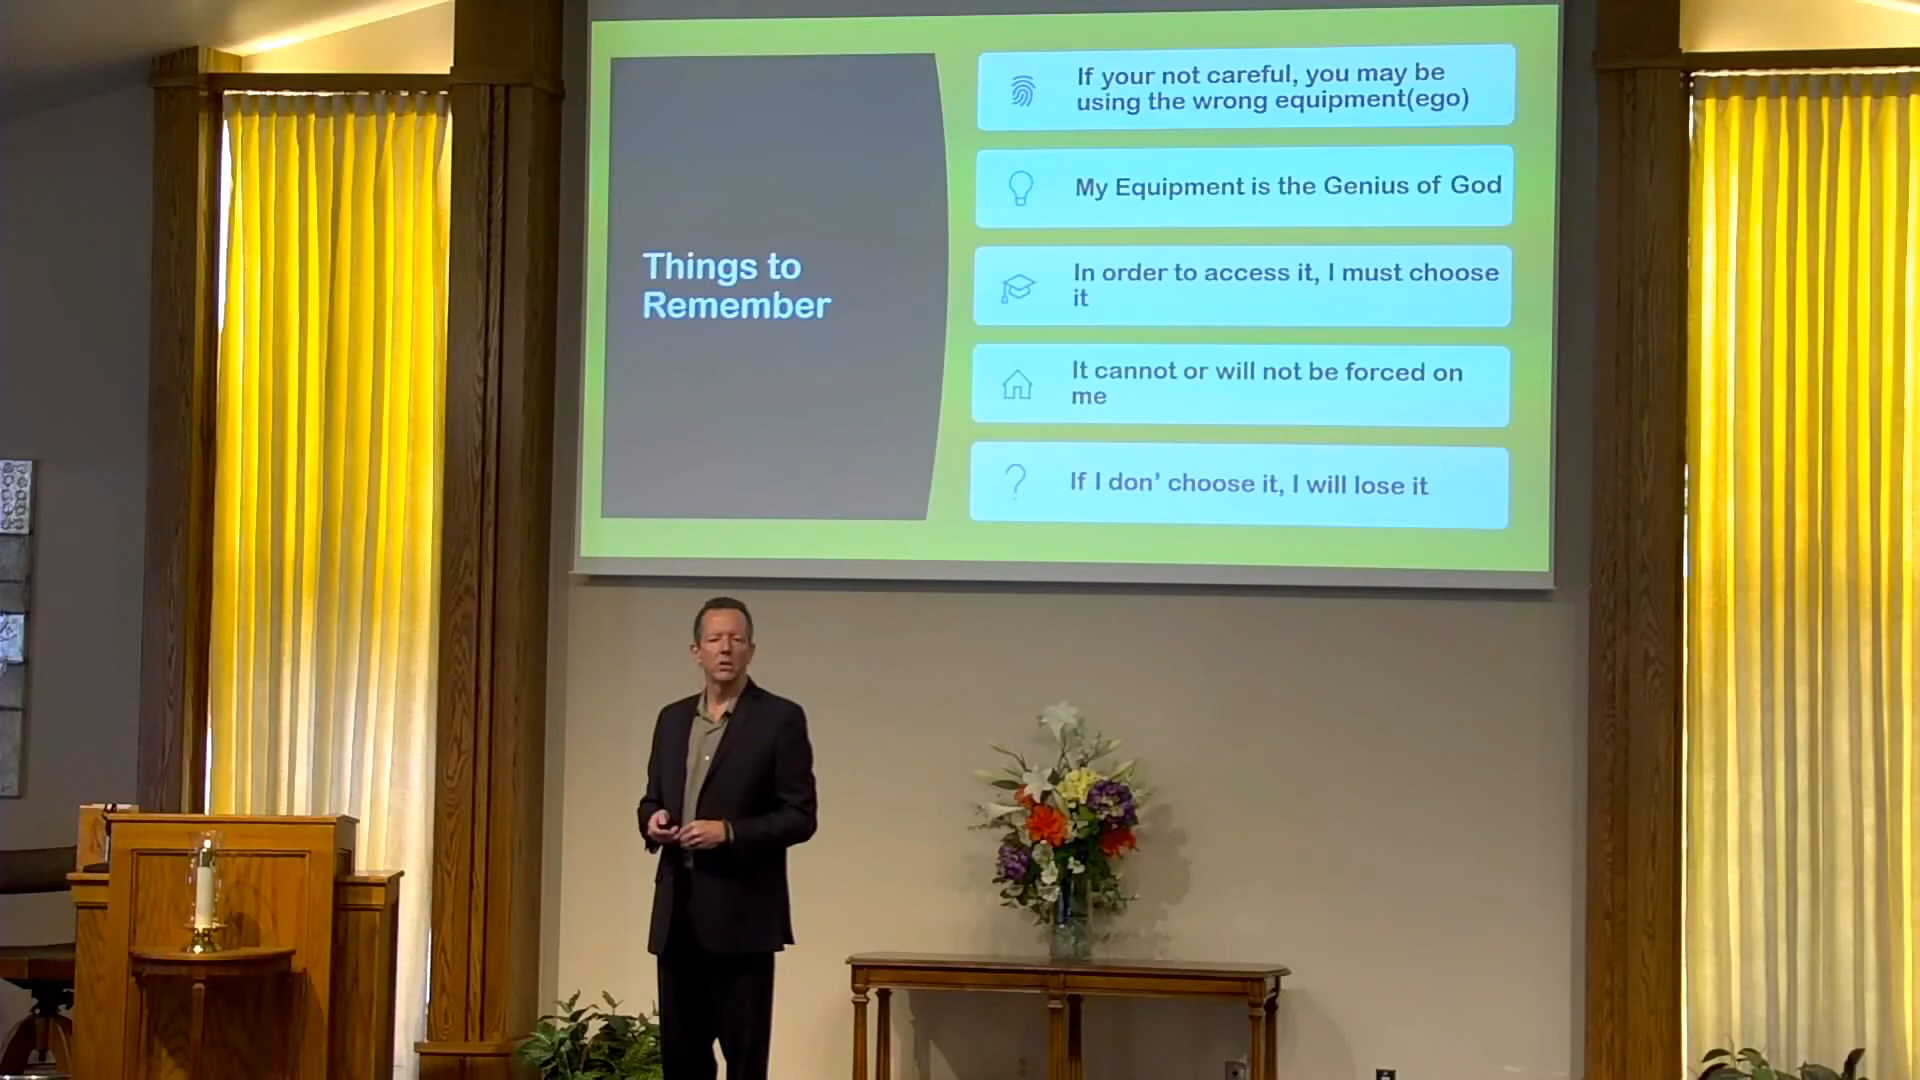 Things to
Remember
If your not careful, you may be
using the wrong equipment(ego)
My Equipment is the Genius of God
In order to access it, I must choose
it
It cannot or will not be forced on
me
If I don’ choose it, I will lose it